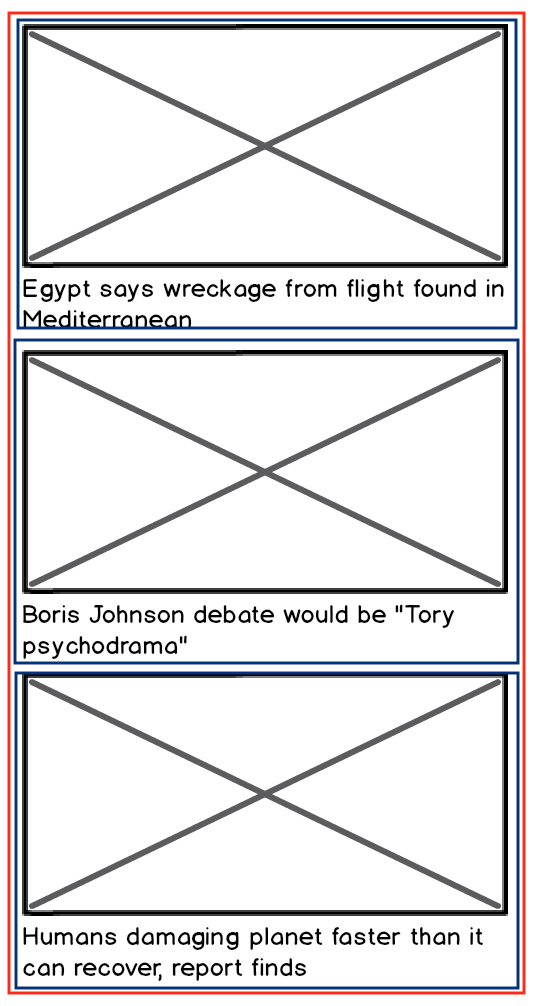 Egypt says wreckage from flight found in
Mediterranean
Boris Johnson debate would be "Tory
psychodrama"
Humans damaging planet faster than it
can recover, report finds